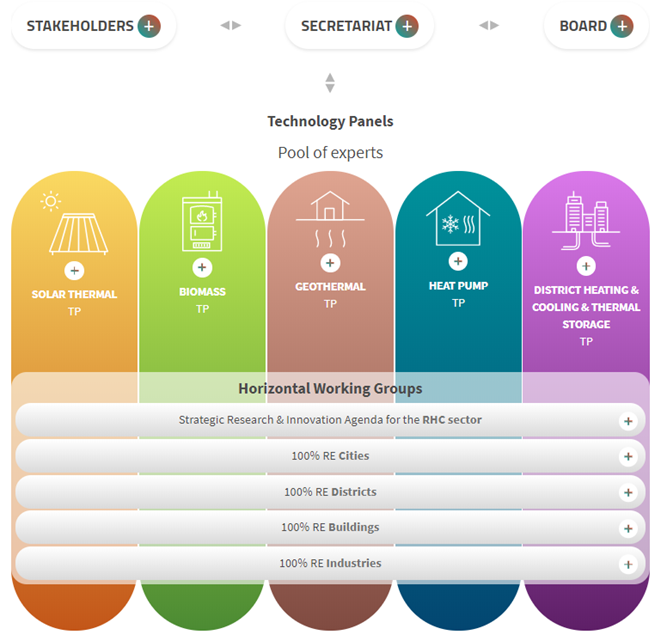 STAKEHOLDERS
SECRETARIAT
BOARD
Technology Panels
Pool of experts
SOLAR THERMAL
TP
BIOMASS
TP
GEOTHERMAL
TP
HEAT PUMP
TP
DISTRICT HEATING &
COOLING & THERMAL
STORAGE
TP
Horizontal Working Groups
Strategic Research & Innovation Agenda for the RHC sector
100% RE Cities
100% RE Districts
100% RE Buildings
100% RE Industries